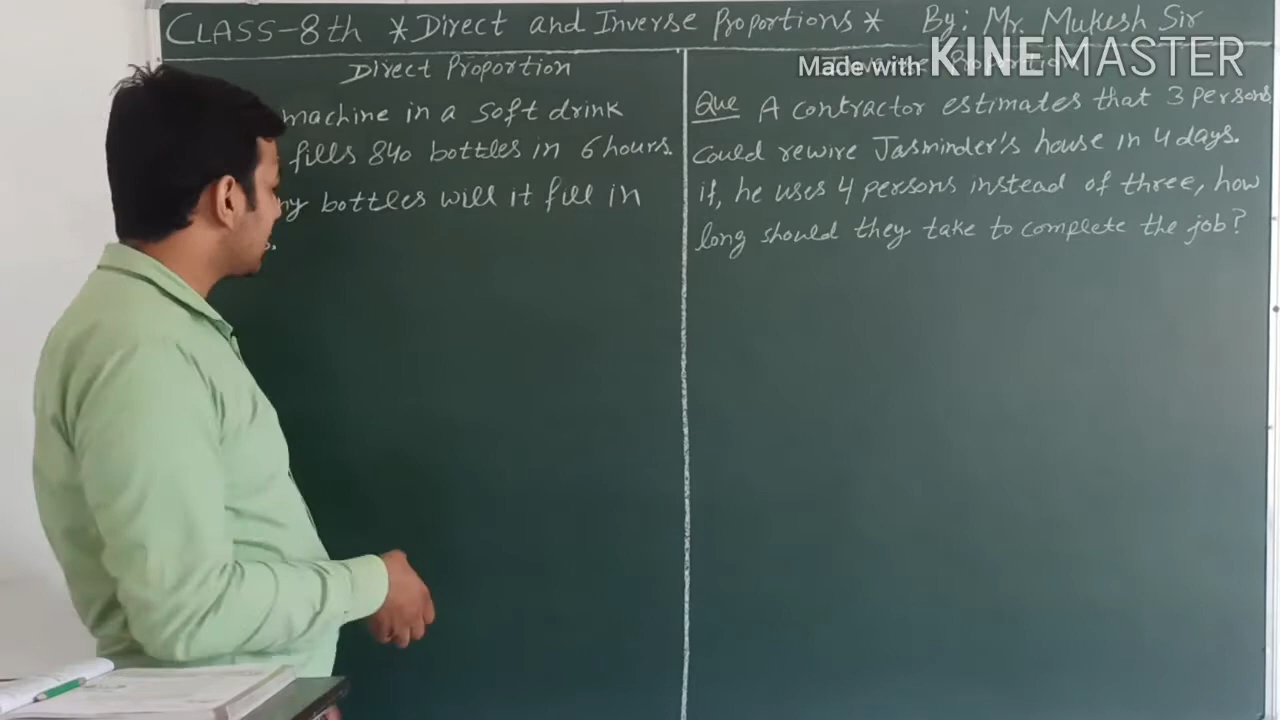 CLASS-8th *Direct and Inverse Proportions * By: Mr. Mukesh Sir
Made with KINEMASTER
Direct Proportion
machine in a soft drink
fills 840 bottles in 6 hours.
bottles will it fill in
Que A contractor estimates that 3 persons
could rewire Jasminder's house in 4 days.
if, he uses 4 persons instead of three, how
long should they take to complete the job?